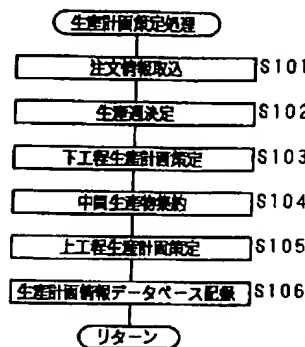 生産計画策定処理
注文情報取込 S101
生産週決定 S102
下工程生産計画策定 S103
中間生産物集約 S104
上工程生産計画策定 S105
生産計画情報データベース記録 S106
リターン